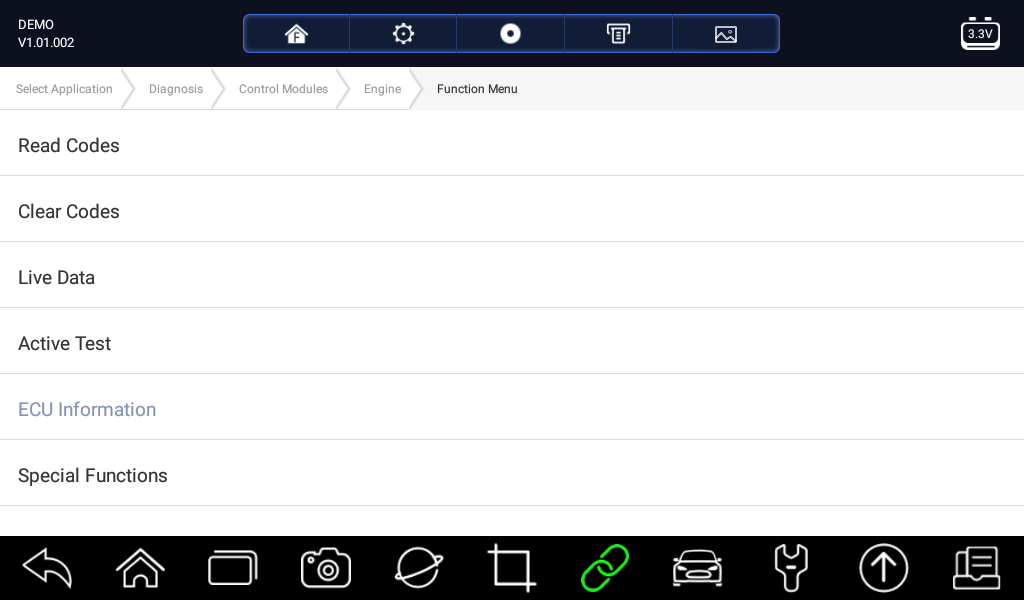 DEMO
V1.01.002
F
3.3V
Select Application
Diagnosis
Control Modules
Engine
Function Menu
Read Codes
Clear Codes
Live Data
Active Test
ECU Information
Special Functions